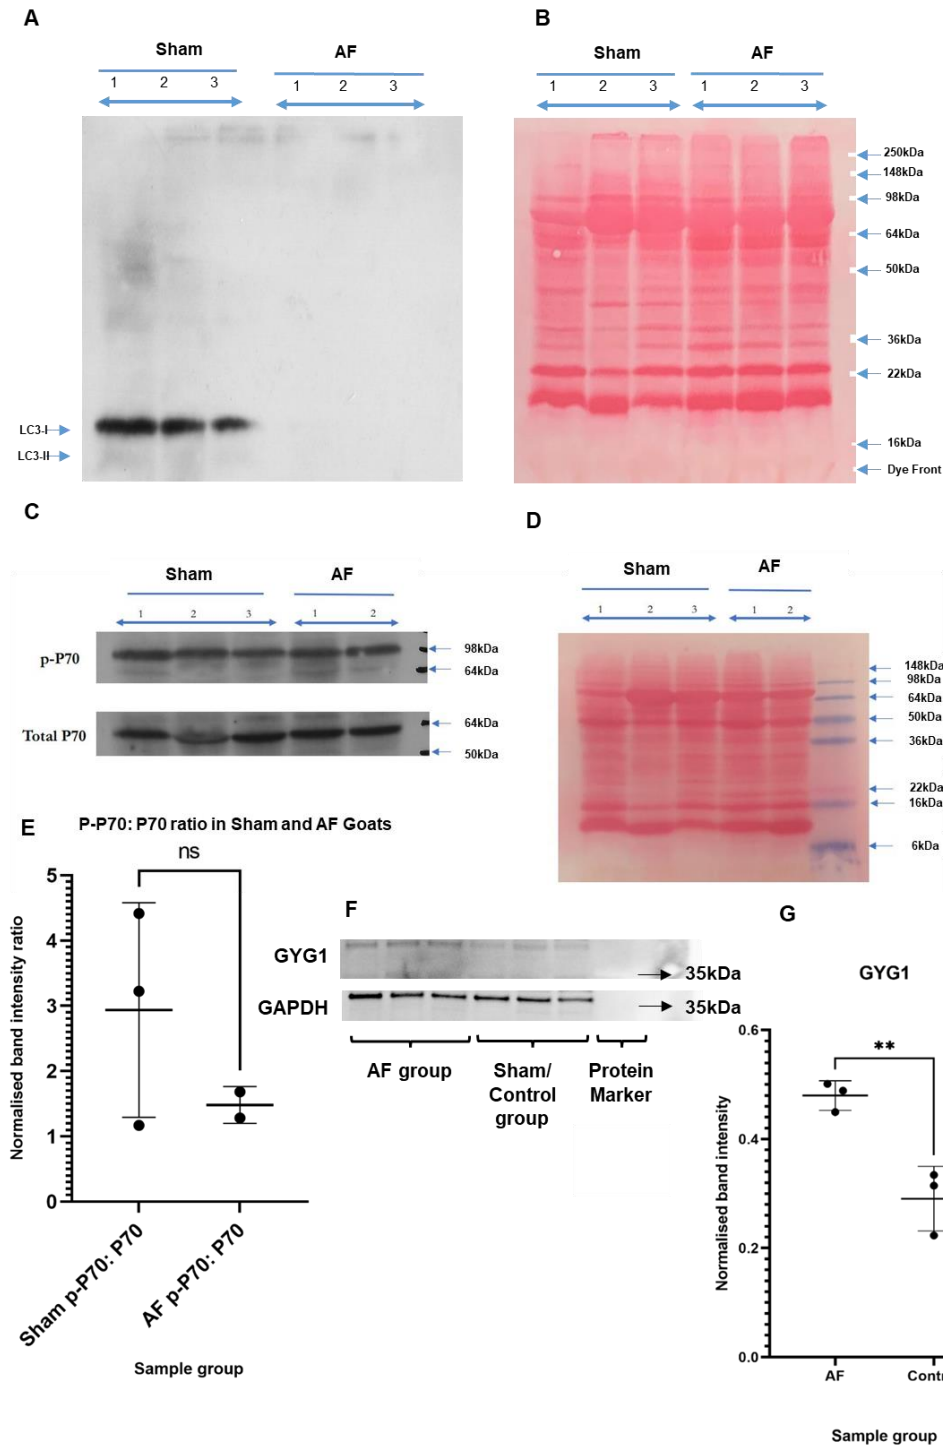 A
Sham
AF
1 2 3 1 2 3
LC3-I
LC3-II
B
Sham
AF
1 2 3 1 2 3
250kDa
148kDa
98kDa
64kDa
50kDa
36kDa
22kDa
16kDa
Dye Front
C
Sham
AF
1 2 3 1 2
p-P70
98kDa
64kDa
Total P70
64kDa
50kDa
D
Sham
AF
1 2 3 1 2
148kDa
98kDa
64kDa
50kDa
36kDa
22kDa
16kDa
6kDa
E
P-P70: P70 ratio in Sham and AF Goats
ns
Normalised band intensity ratio
5
4
3
2
1
0
Sham p-P70: P70
AF p-P70: P70
Sample group
F
GYG1
35kDa
GAPDH
35kDa
AF group
Sham/
Control
group
Protein
Marker
G
GYG1
**
Normalised band intensity
0.6
0.4
0.2
0.0
AF
Contr
Sample group